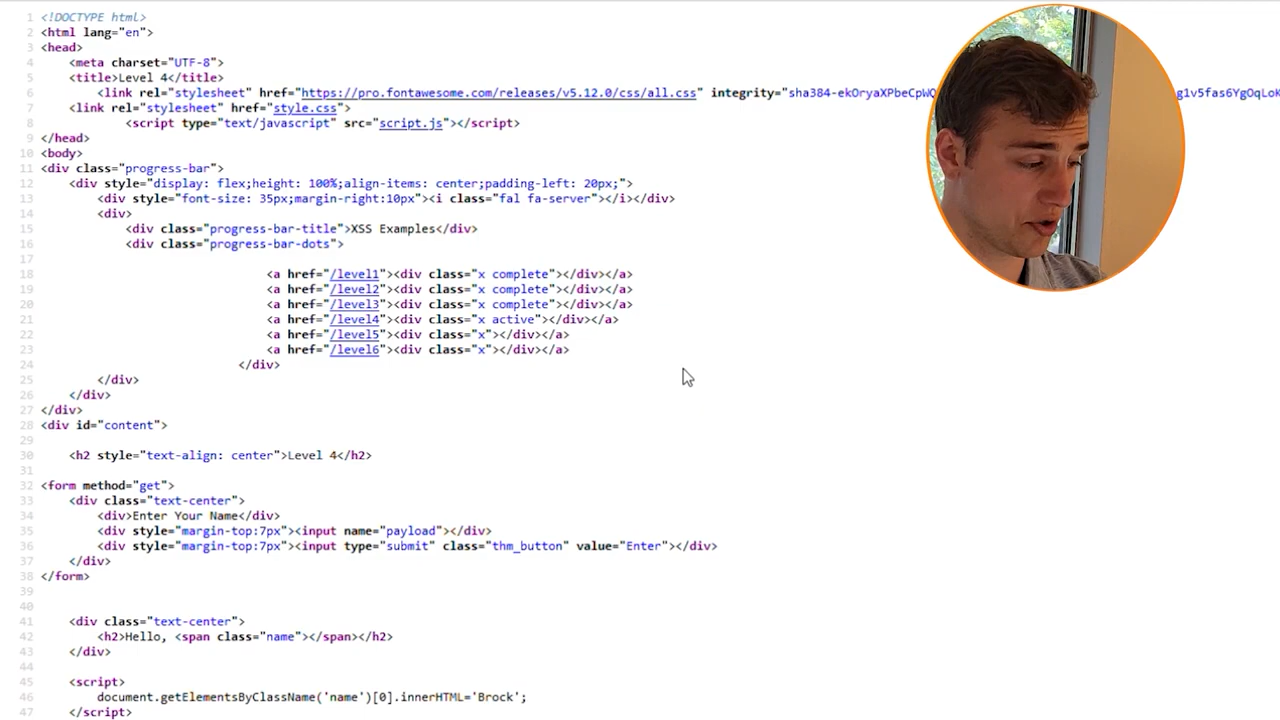 1 <!DOCTYPE html>
2 <html lang="en">
3 <head>
4 <meta charset="UTF-8">
5 <title>Level 4</title>
6 <link rel="stylesheet" href="https://pro.fontawesome.com/releases/v5.12.0/css/all.css" integrity="sha384-ekOryaXPbeCpWQ
7 <link rel="stylesheet" href="style.css">
8 <script type="text/javascript" src="script.js"></script>
9 </head>
10 <body>
11 <div class="progress-bar">
12 <div style="display: flex;height: 100%;align-items: center;padding-left: 20px;">
13 <div style="font-size: 35px;margin-right:10px"><i class="fal fa-server"></i></div>
14 <div>
15 <div class="progress-bar-title">XSS Examples</div>
16 <div class="progress-bar-dots">
17
18 <a href="/level1"><div class="x complete"></div></a>
19 <a href="/level2"><div class="x complete"></div></a>
20 <a href="/level3"><div class="x complete"></div></a>
21 <a href="/level4"><div class="x active"></div></a>
22 <a href="/level5"><div class="x"></div></a>
23 <a href="/level6"><div class="x"></div></a>
24 </div>
25 </div>
26 </div>
27 </div>
28 <div id="content">
29
30 <h2 style="text-align: center">Level 4</h2>
31
32 <form method="get">
33 <div class="text-center">
34 <div>Enter Your Name</div>
35 <div style="margin-top:7px"><input name="payload"></div>
36 <div style="margin-top:7px"><input type="submit" class="thm_button" value="Enter"></div>
37 </div>
38 </form>
39
40
41 <div class="text-center">
42 <h2>Hello, <span class="name"></span></h2>
43 </div>
44
45 <script>
46 document.getElementsByClassName('name')[0].innerHTML='Brock';
47 </script>